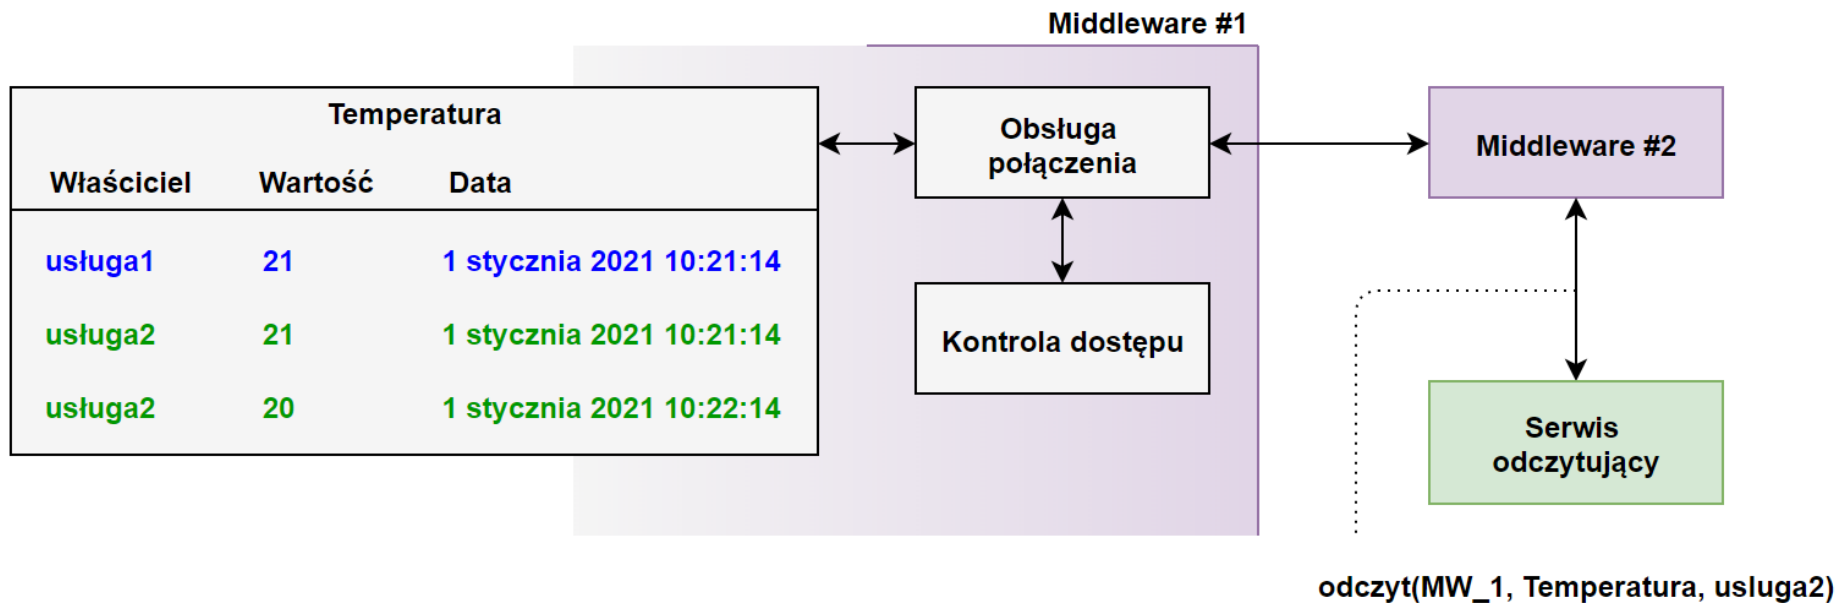 Middleware #1
Temperatura
Właściciel Wartość Data
usługa1 21 1 stycznia 2021 10:21:14
usługa2 21 1 stycznia 2021 10:21:14
usługa2 20 1 stycznia 2021 10:22:14
Obsługa
połączenia
Kontrola dostępu
Middleware #2
Serwis
odczytujący
odczyt(MW_1, Temperatura, usluga2)